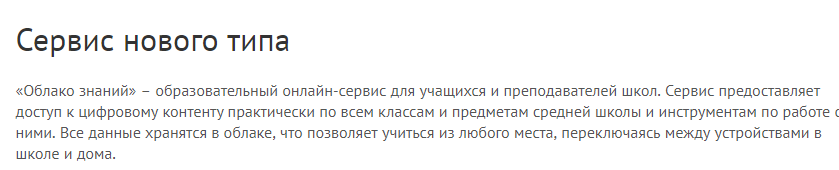 Сервис нового типа
«Облако знаний» – образовательный онлайн-сервис для учащихся и преподавателей школ. Сервис предоставляет
доступ к цифровому контенту практически по всем классам и предметам средней школы и инструментам по работе с
ними. Все данные хранятся в облаке, что позволяет учиться из любого места, переключаясь между устройствами в
школе и дома.